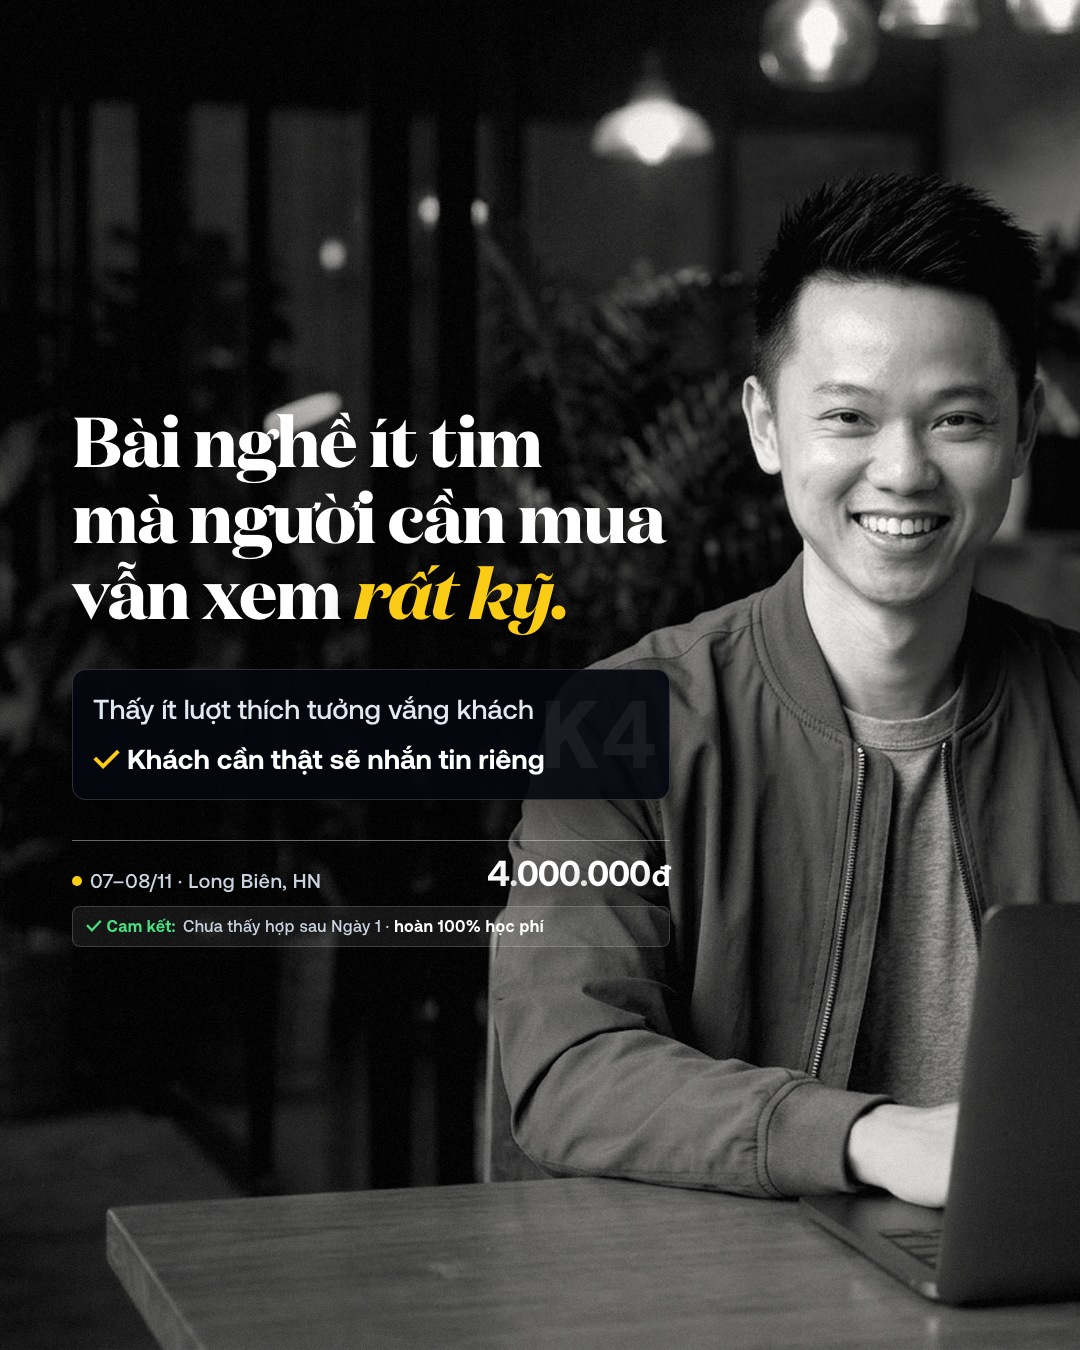 Bài nghề ít tim
mà người cần mua
vẫn xem rất kỹ.
K4
Thấy ít lượt thích tưởng vắng khách
Khách cần thật sẽ nhắn tin riêng
07–08/11 · Long Biên, HN
4.000.000đ
Cam kết: Chưa thấy hợp sau Ngày 1 · hoàn 100% học phí